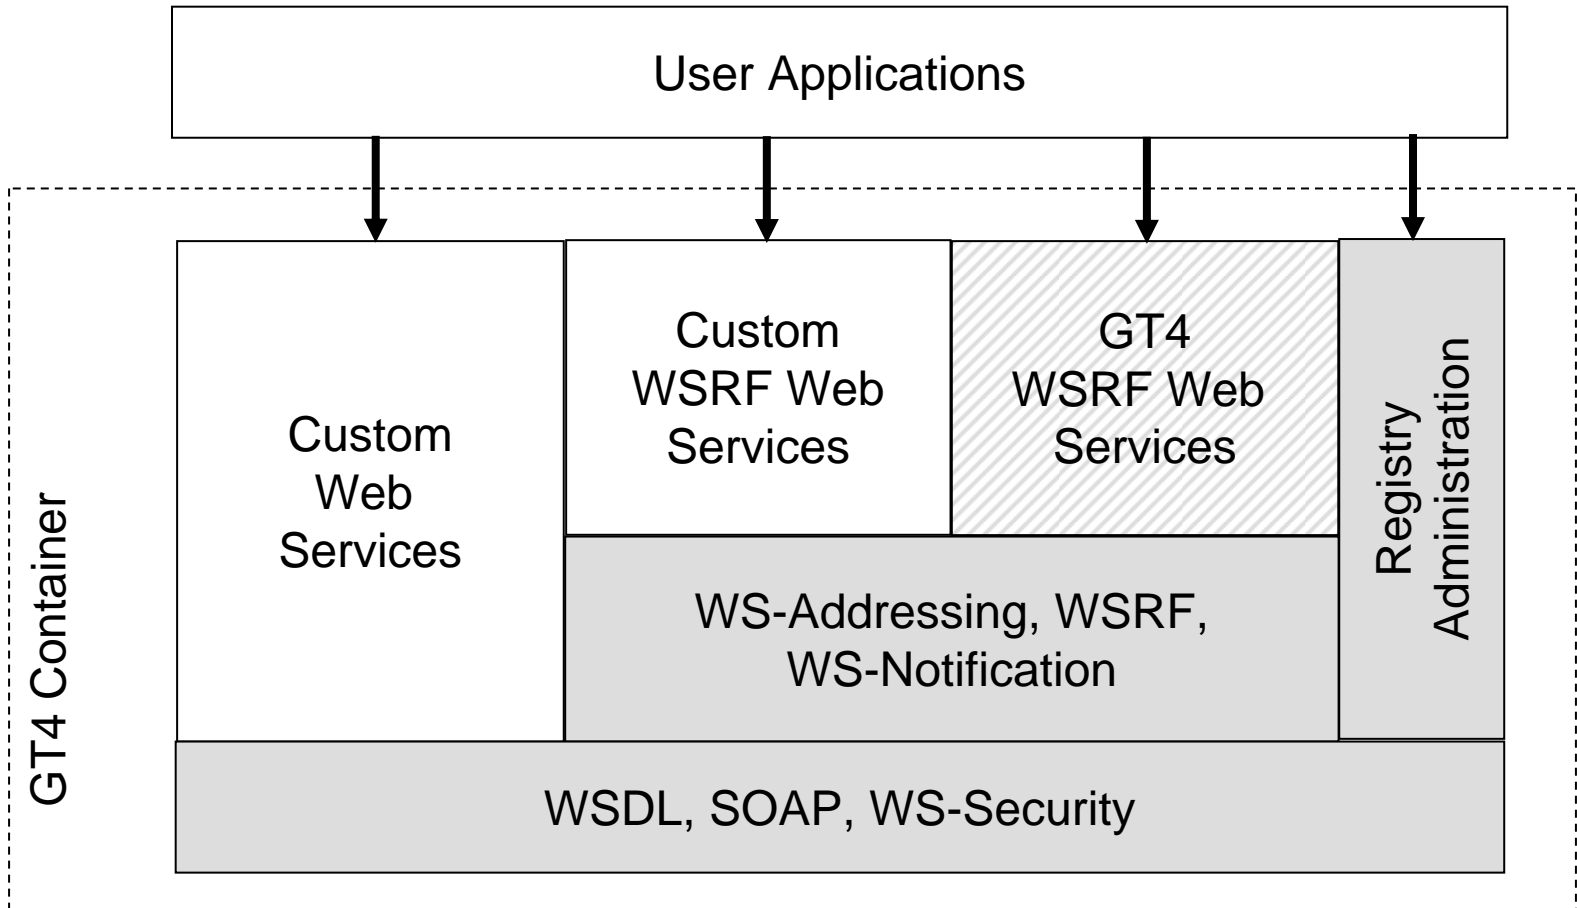 User Applications
Custom
Web
Services
Custom
WSRF Web
Services
GT4
WSRF Web
Services
Registry
Administration
WS-Addressing, WSRF,
WS-Notification
WSDL, SOAP, WS-Security
GT4 Container